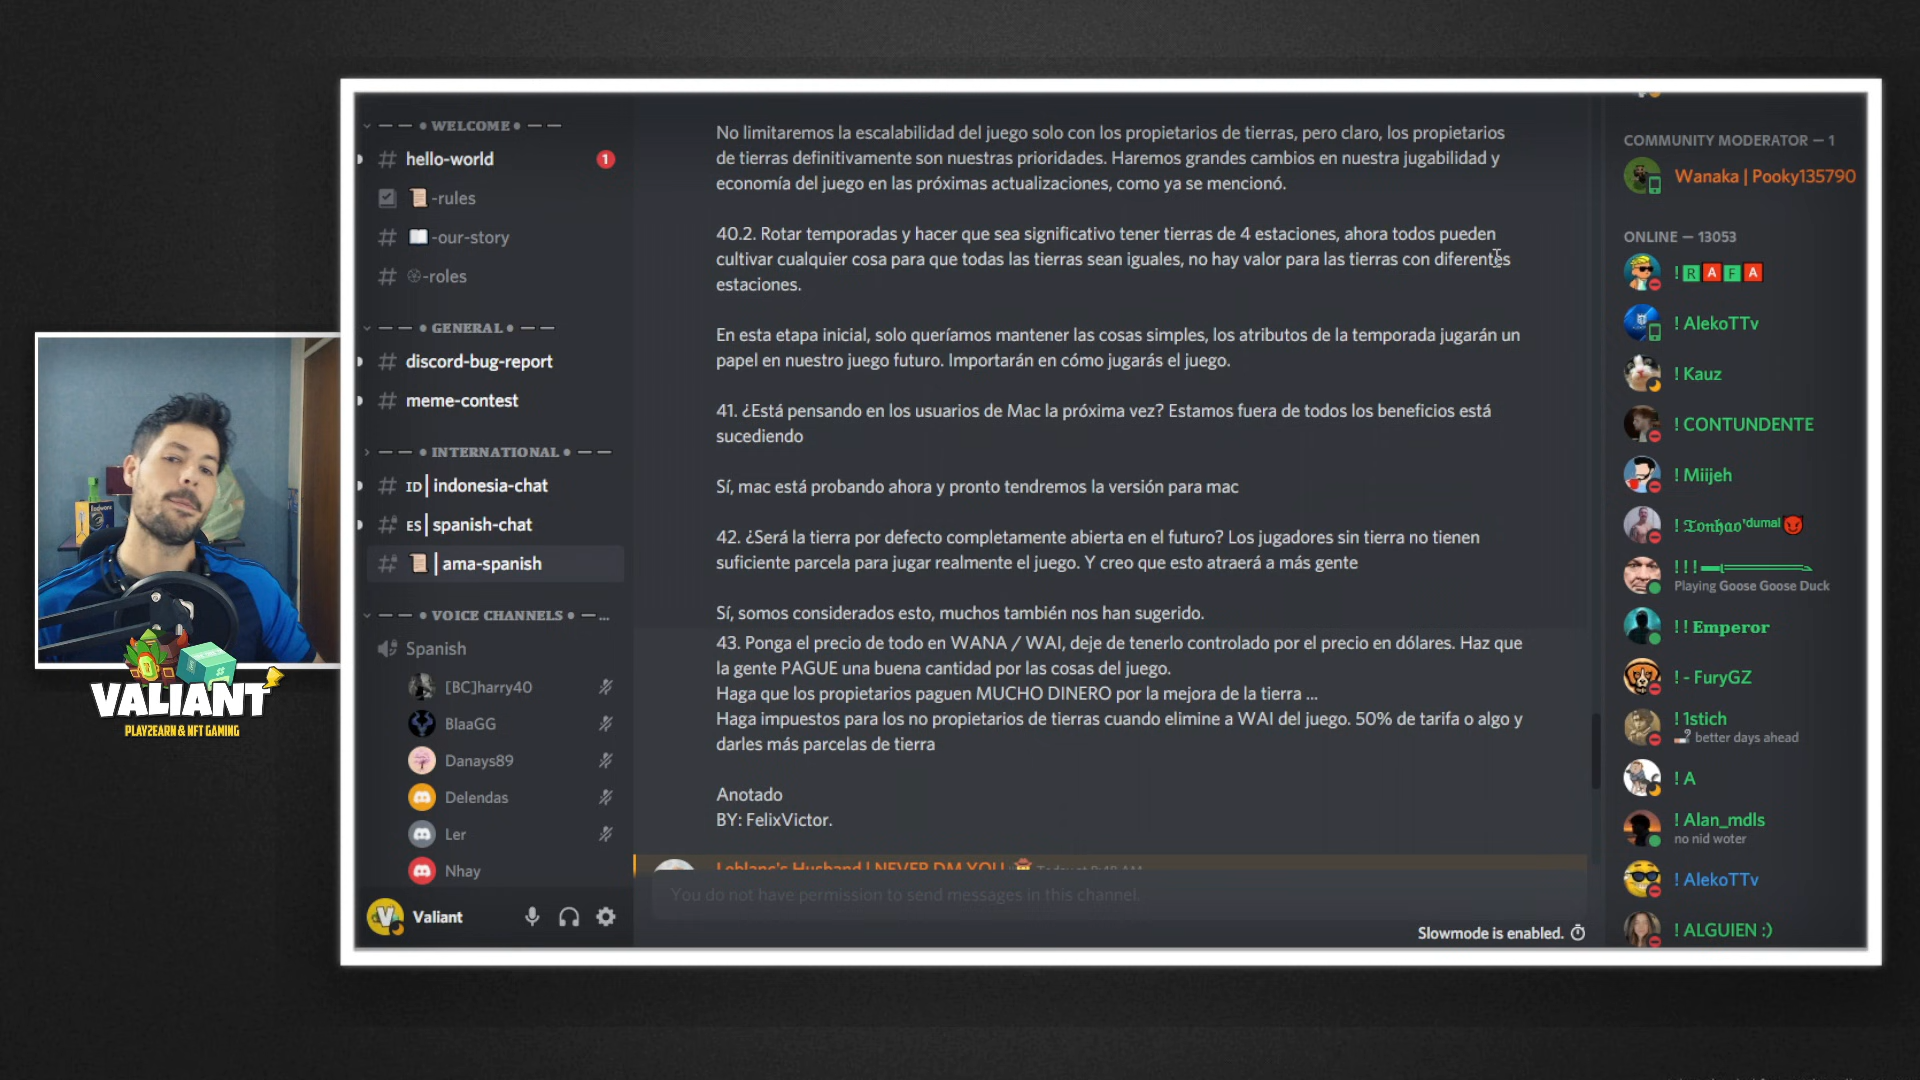 • WELCOME •
# hello-world 1
-rules
# -our-story
# -roles
• GENERAL •
# discord-bug-report
# meme-contest
• INTERNATIONAL •
# ID | indonesia-chat
# ES | spanish-chat
# | ama-spanish
• VOICE CHANNELS • — ...
Spanish
[BC]harry40
BlaaGG
Danays89
Delendas
Ler
Nhay
Valiant
No limitaremos la escalabilidad del juego solo con los propietarios de tierras, pero claro, los propietarios
de tierras definitivamente son nuestras prioridades. Haremos grandes cambios en nuestra jugabilidad y
economía del juego en las próximas actualizaciones, como ya se mencionó.
40.2. Rotar temporadas y hacer que sea significativo tener tierras de 4 estaciones, ahora todos pueden
cultivar cualquier cosa para que todas las tierras sean iguales, no hay valor para las tierras con diferentes
estaciones.
En esta etapa inicial, solo queríamos mantener las cosas simples, los atributos de la temporada jugarán un
papel en nuestro juego futuro. Importarán en cómo jugarás el juego.
41. ¿Está pensando en los usuarios de Mac la próxima vez? Estamos fuera de todos los beneficios está
sucediendo
Sí, mac está probando ahora y pronto tendremos la versión para mac
42. ¿Será la tierra por defecto completamente abierta en el futuro? Los jugadores sin tierra no tienen
suficiente parcela para jugar realmente el juego. Y creo que esto atraerá a más gente
Sí, somos considerados esto, muchos también nos han sugerido.
43. Ponga el precio de todo en WANA / WAI, deje de tenerlo controlado por el precio en dólares. Haz que
la gente PAGUE una buena cantidad por las cosas del juego.
Haga que los propietarios paguen MUCHO DINERO por la mejora de la tierra ...
Haga impuestos para los no propietarios de tierras cuando elimine a WAI del juego. 50% de tarifa o algo y
darles más parcelas de tierra
Anotado
BY: FelixVictor.
Leblanc's Husband | NEVER DM YOU Today at 8:48 AM
You do not have permission to send messages in this channel.
Slowmode is enabled.
COMMUNITY MODERATOR — 1
Wanaka | Pooky135790
ONLINE — 13053
! R A F A
! AlekoTTv
! Kauz
! CONTUNDENTE
! Miijeh
! 𝕿𝖔𝖓𝖍𝖆𝖔'ᵈᵘᵐᵃˡ
! ! !
Playing Goose Goose Duck
! ! Emperor
! - FuryGZ
! 1stich
better days ahead
! A
! Alan_mdls
no nid woter
! AlekoTTv
! ALGUIEN :)
VALIANT
PLAY2EARN & NFT GAMING